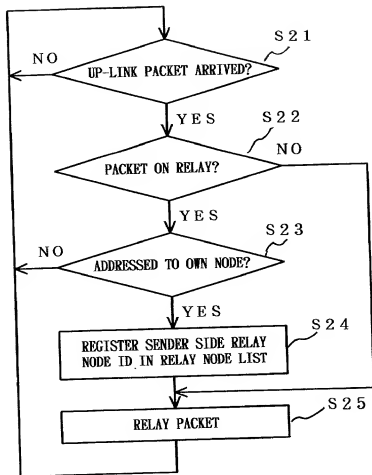 S21
NO
UP-LINK PACKET ARRIVED?
YES
S22
NO
PACKET ON RELAY?
YES
S23
NO
ADDRESSED TO OWN NODE?
YES
S24
REGISTER SENDER SIDE RELAY
NODE ID IN RELAY NODE LIST
S25
RELAY PACKET